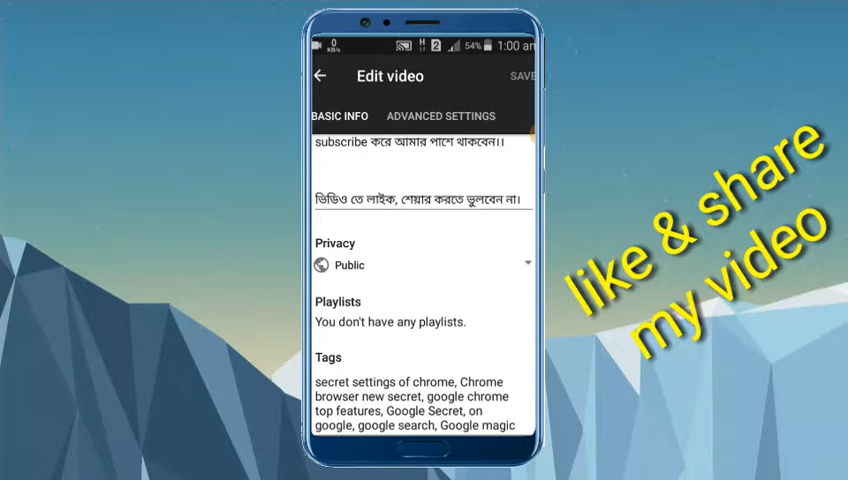 0
KB/s
H
2
54%
1:00 am
Edit video
SAVE
BASIC INFO
ADVANCED SETTINGS
subscribe করে আমার পাশে থাকবেন।।
ভিডিও তে লাইক, শেয়ার করতে ভুলবেন না।
Privacy
Public
Playlists
You don't have any playlists.
Tags
secret settings of chrome, Chrome
browser new secret, google chrome
top features, Google Secret, on
google, google search, Google magic
like & share
my video